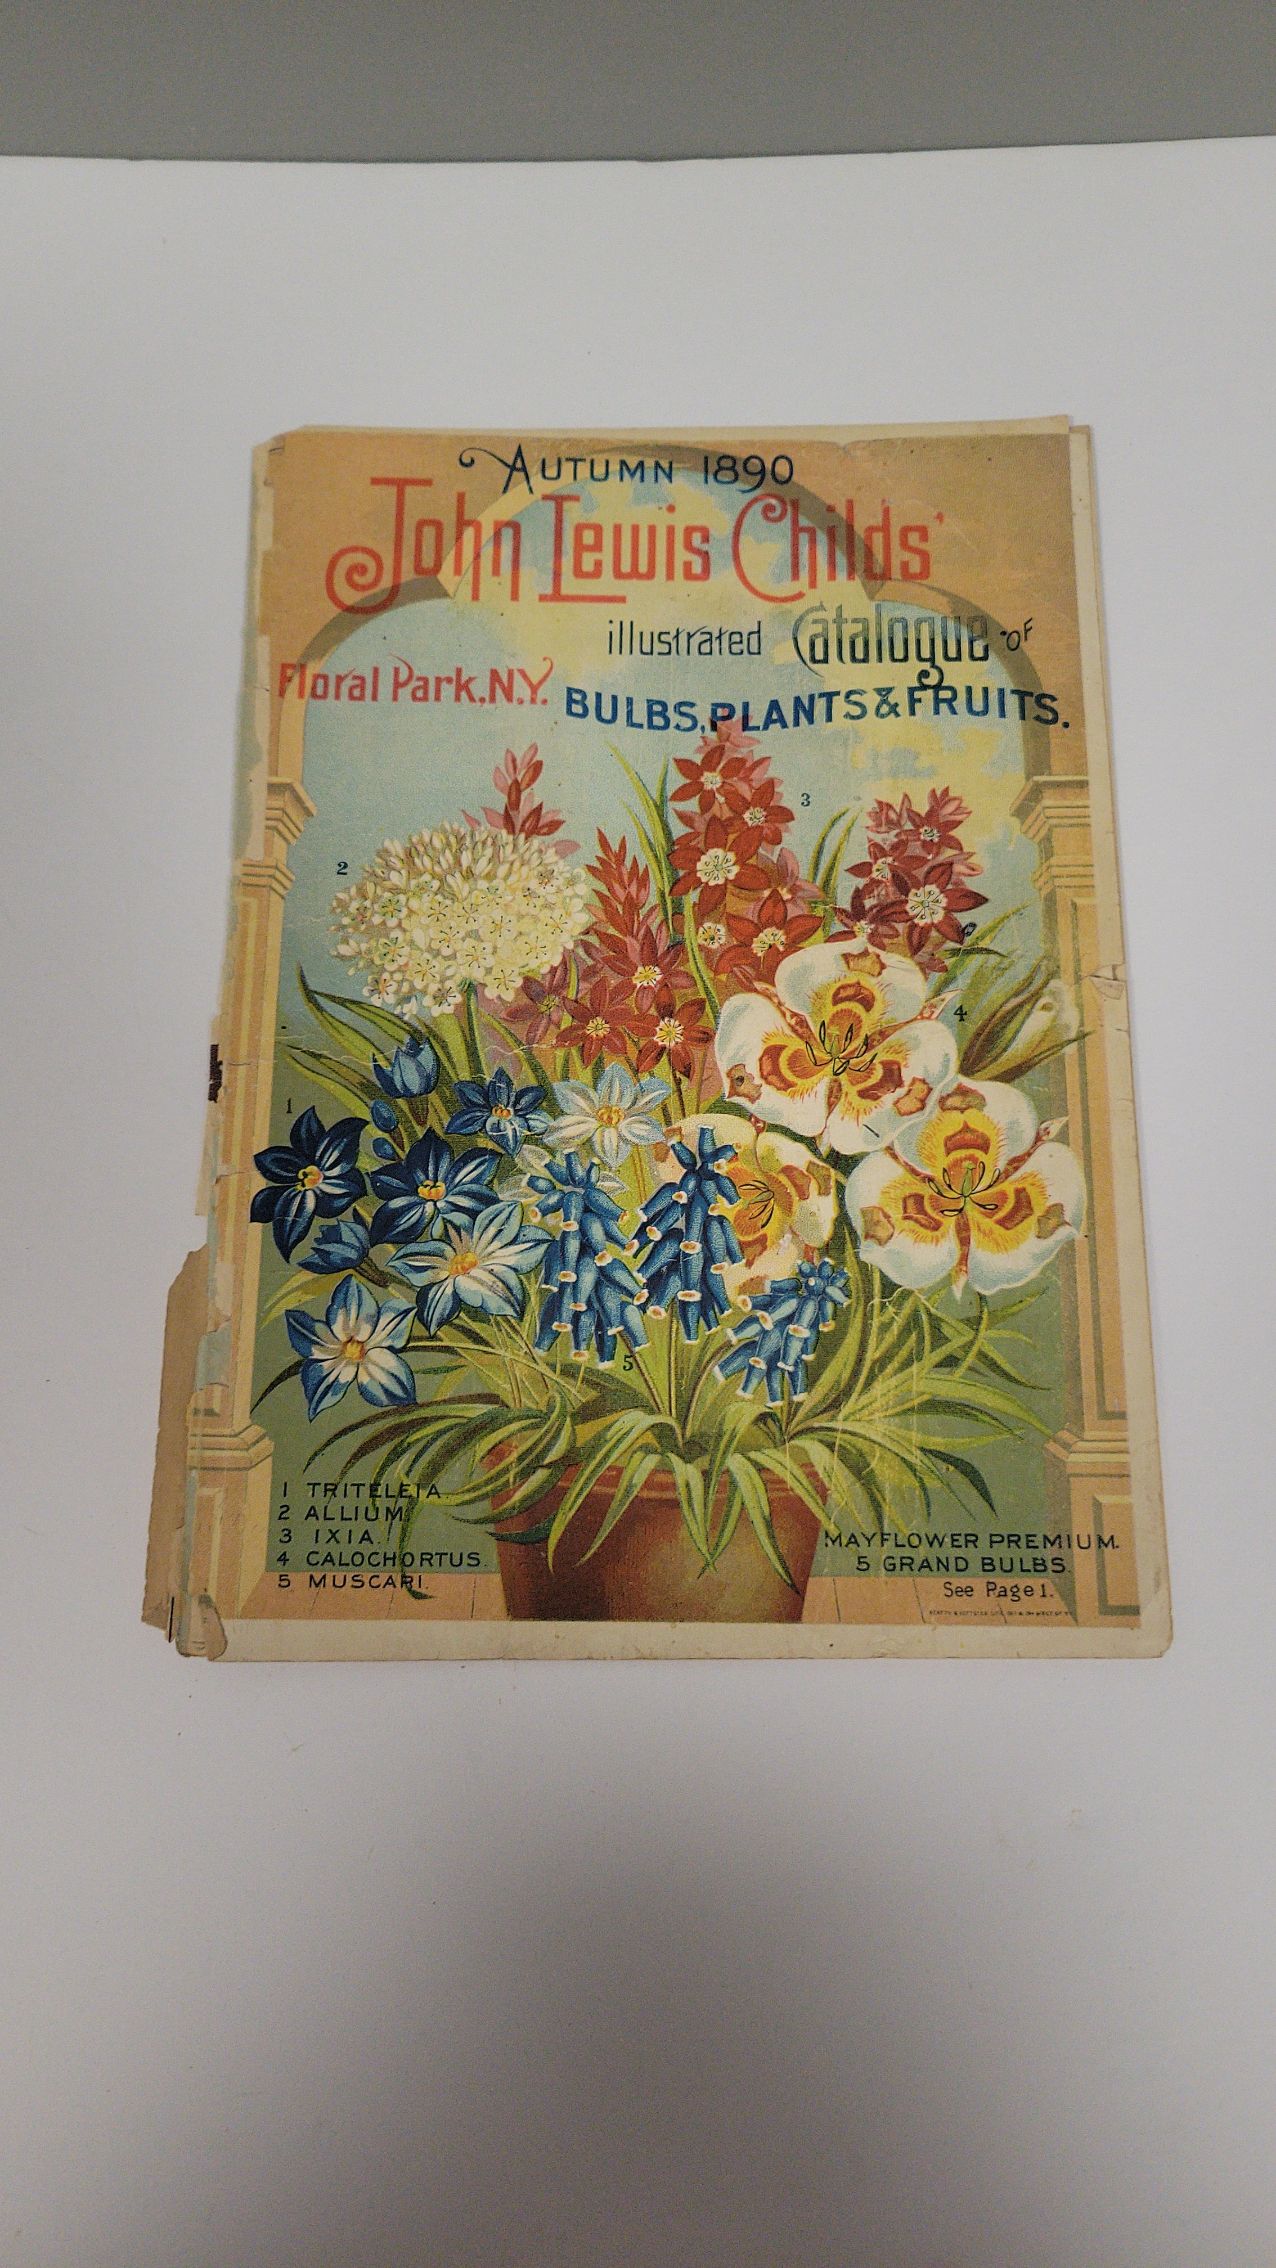 AUTUMN 1890
John Lewis Childs'
illustrated Catalogue OF
Floral Park, N.Y.
BULBS, PLANTS & FRUITS.
2
3
4
1
5
1 TRITELEIA.
2 ALLIUM.
3 IXIA.
4 CALOCHORTUS.
5 MUSCARI.
MAYFLOWER PREMIUM.
5 GRAND BULBS.
See Page 1.